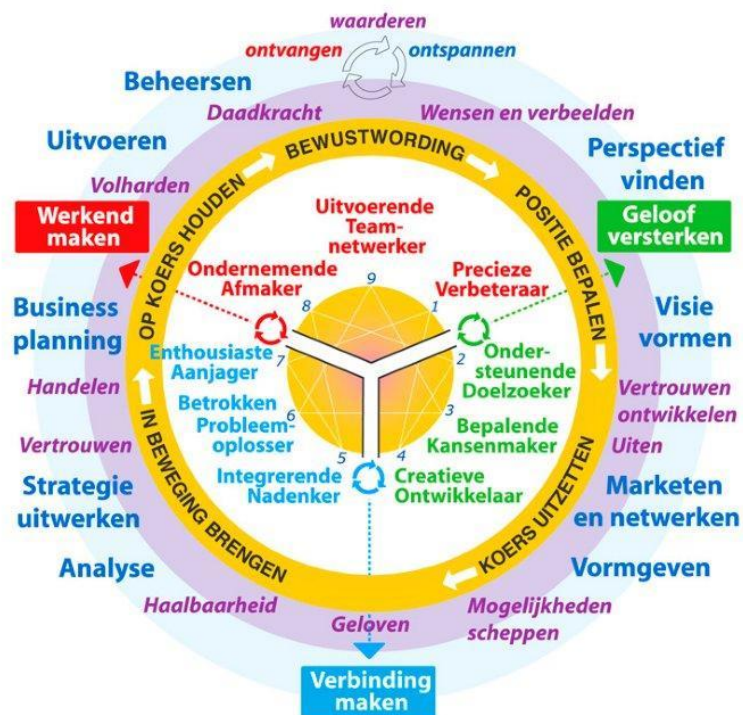 waarderen
ontvangen
ontspannen
Beheersen
Daadkracht
Wensen en verbeelden
Uitvoeren
BEWUSTWORDING
Perspectief
vinden
Volharden
Werkend
maken
OP KOERS HOUDEN
Uitvoerende
Team-
netwerker
POSITIE BEPALEN
Geloof
versterken
Ondernemende
Afmaker
Precieze
Verbeteraar
9
8
1
Business
planning
Visie
vormen
Enthousiaste
Aanjager
7
2
Onder-
steunende
Doelzoeker
Handelen
Vertrouwen
ontwikkelen
Betrokken
Probleem-
oplosser
6
3
Bepalende
Kansenmaker
Vertrouwen
Uiten
IN BEWEGING BRENGEN
5
4
Integrerende
Nadenker
Creatieve
Ontwikkelaar
KOERS UITZETTEN
Strategie
uitwerken
Marketen
en netwerken
Analyse
Vormgeven
Haalbaarheid
Geloven
Mogelijkheden
scheppen
Verbinding
maken